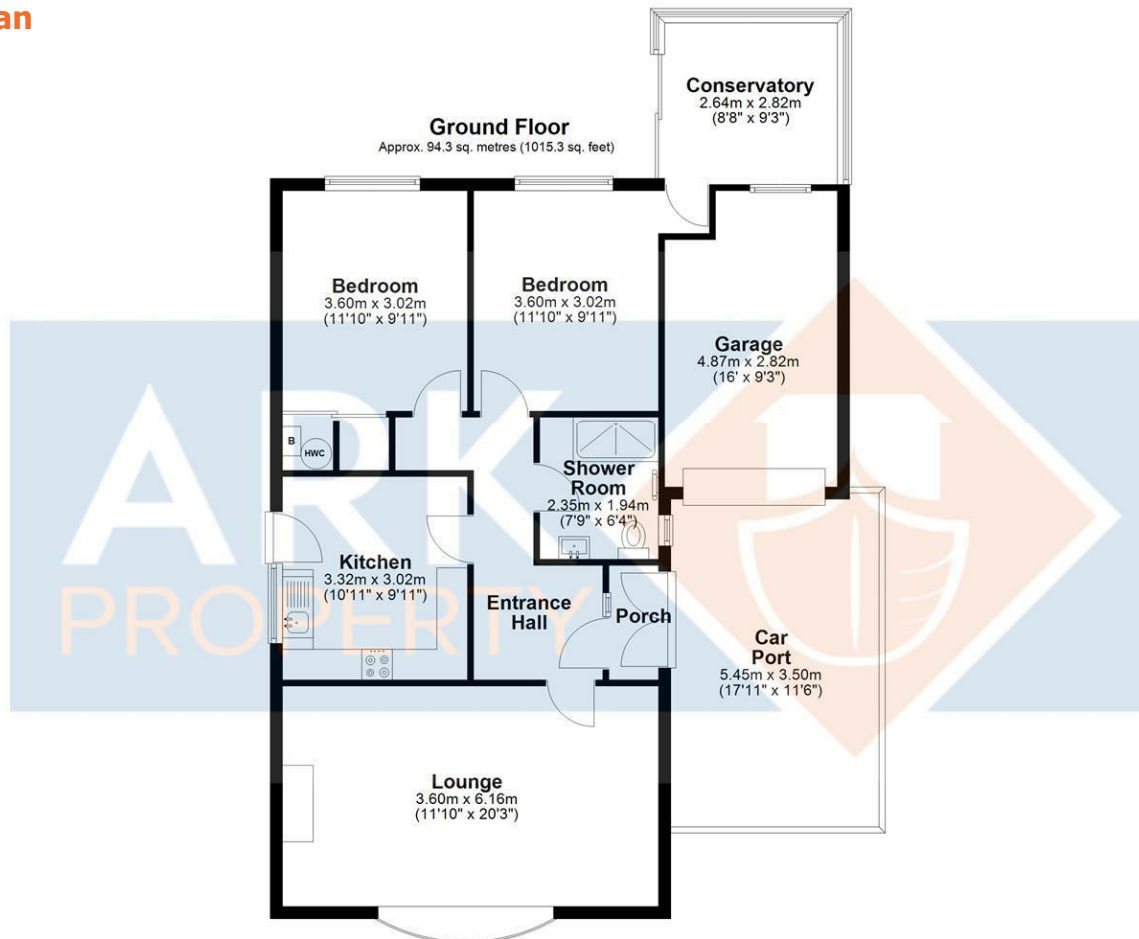 an
Ground Floor
Approx. 94.3 sq. metres (1015.3 sq. feet)
Conservatory
2.64m x 2.82m
(8'8" x 9'3")
Bedroom
3.60m x 3.02m
(11'10" x 9'11")
Bedroom
3.60m x 3.02m
(11'10" x 9'11")
Garage
4.87m x 2.82m
(16' x 9'3")
B
HWC
Shower
Room
2.35m x 1.94m
(7'9" x 6'4")
Kitchen
3.32m x 3.02m
(10'11" x 9'11")
Entrance
Hall
Porch
Car
Port
5.45m x 3.50m
(17'11" x 11'6")
Lounge
3.60m x 6.16m
(11'10" x 20'3")
ARK
PROPERTY